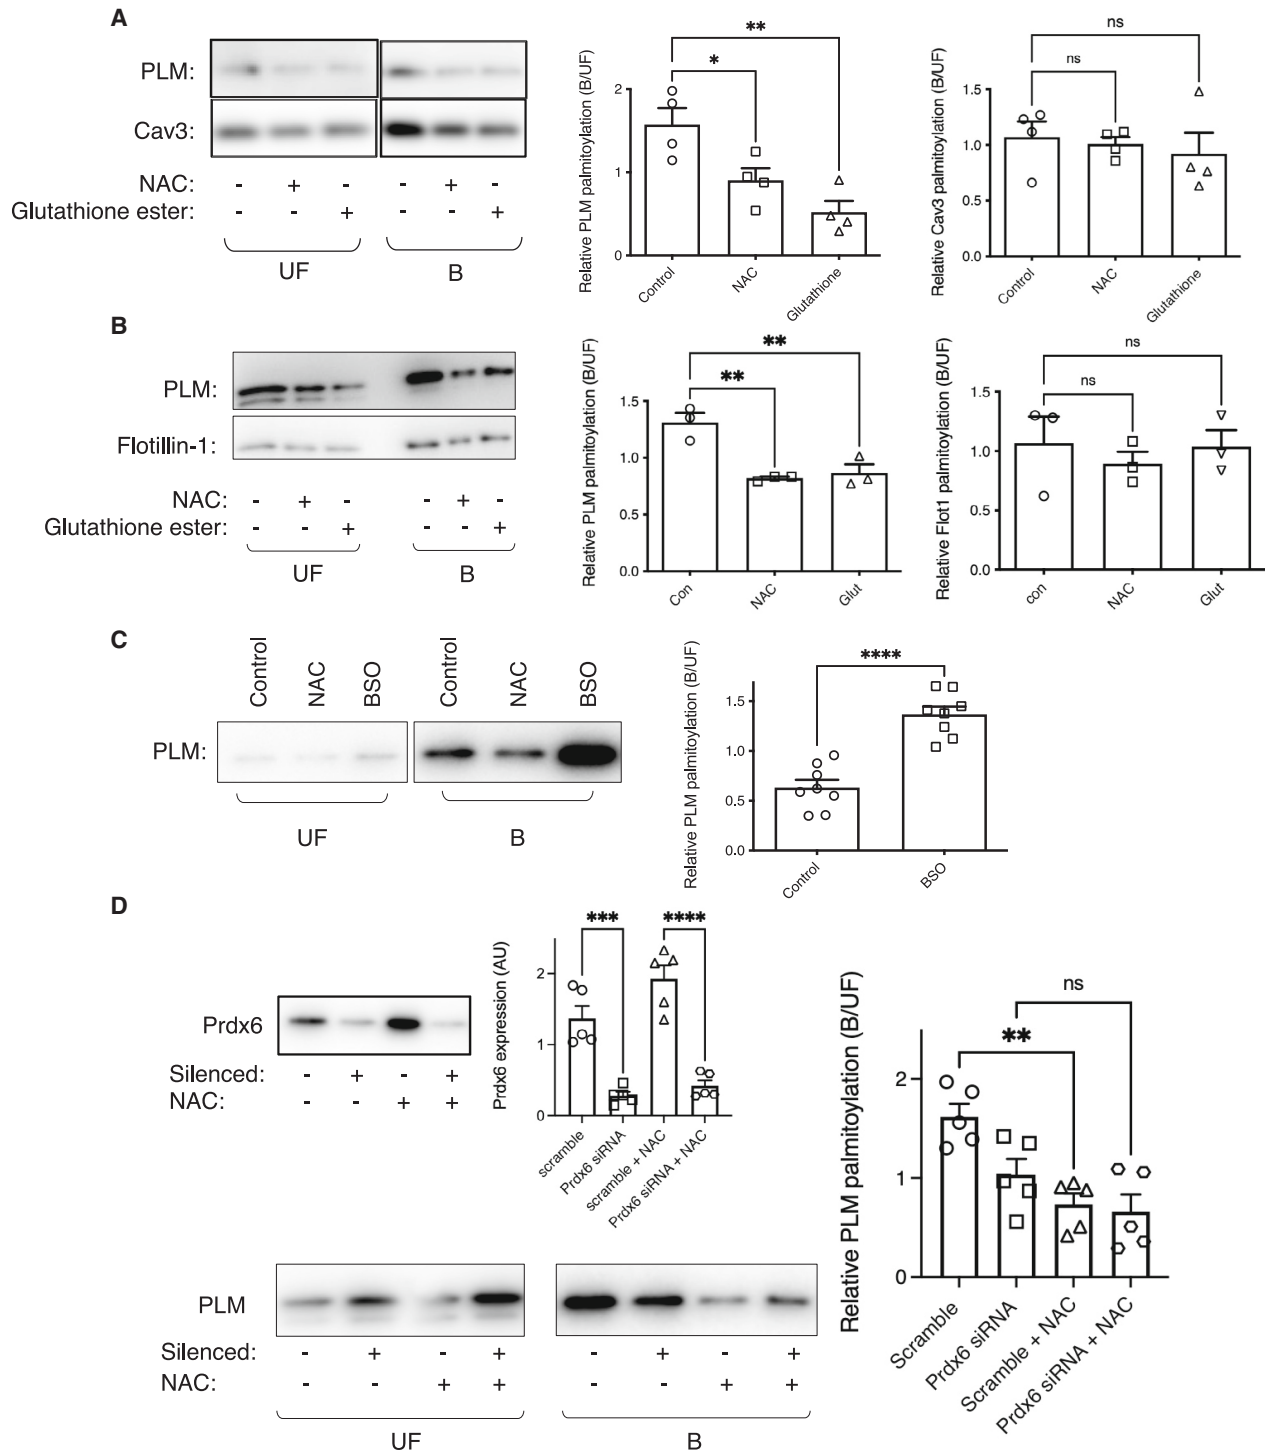 A
PLM:
Cav3:
NAC: - + - - + -
Glutathione ester: - - + - - +
UF B
Relative PLM palmitoylation (B/UF)
** *
2
1
0
Control NAC Glutathione
Relative Cav3 palmitoylation (B/UF)
ns
ns
1.5
1.0
0.5
0.0
Control NAC Glutathione
B
PLM:
Flotillin-1:
NAC: - + - - + -
Glutathione ester: - - + - - +
UF B
Relative PLM palmitoylation (B/UF)
**
**
1.5
1.0
0.5
0.0
Con NAC Glut
Relative Flot1 palmitoylation (B/UF)
ns
ns
1.5
1.0
0.5
0.0
con NAC Glut
C
Control NAC BSO Control NAC BSO
PLM:
UF B
Relative PLM palmitoylation (B/UF)
****
1.5
1.0
0.5
0.0
Control BSO
D
Prdx6
Silenced: - + - +
NAC: - - + +
Prdx6 expression (AU)
*** ****
2
1
0
scramble Prdx6 siRNA scramble + NAC Prdx6 siRNA + NAC
PLM
Silenced: - + - + - + - +
NAC: - - + + - - + +
UF B
Relative PLM palmitoylation (B/UF)
ns
**
2
1
0
Scramble Prdx6 siRNA Scramble + NAC Prdx6 siRNA + NAC